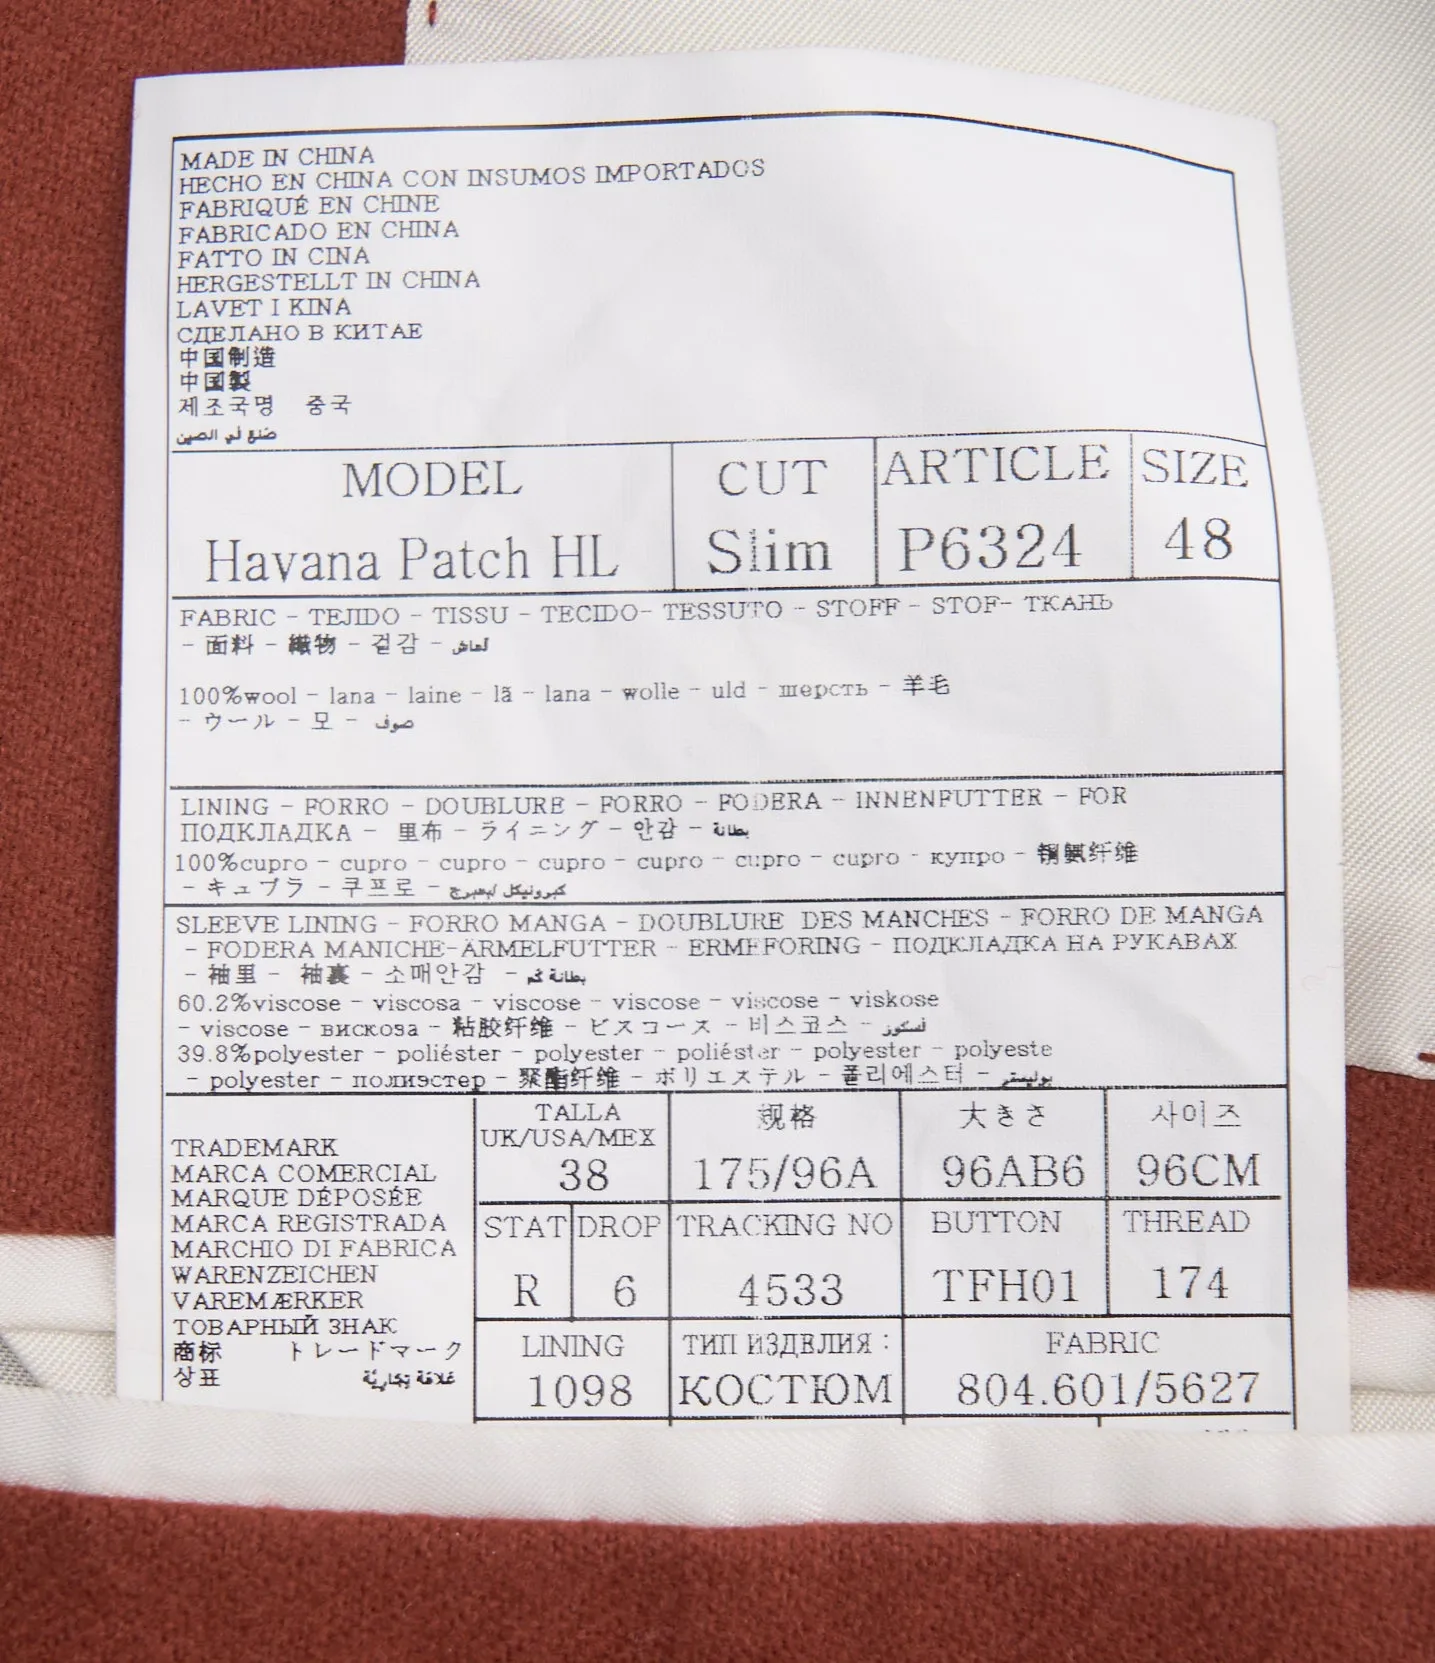 MADE IN CHINA
HECHO EN CHINA CON INSUMOS IMPORTADOS
FABRIQUÉ EN CHINE
FABRICADO EN CHINA
FATTO IN CINA
HERGESTELLT IN CHINA
LAVET I KINA
СДЕЛАНО В КИТАЕ
中国制造
中国製
제조국명 중국
صنع في الصين
MODEL CUT ARTICLE SIZE
Havana Patch HL Slim P6324 48
FABRIC - TEJIDO - TISSU - TECIDO- TESSUTO - STOFF - STOF- ТКАНЬ
- 面料 - 織物 - 겉감 - لماش
100%wool - lana - laine - lã - lana - wolle - uld - шерсть - 羊毛
- ウール - 모 - صوف
LINING - FORRO - DOUBLURE - FORRO - FODERA - INNENFUTTER - FOR
ПОДКЛАДКА - 里布 - ライニング - 안감 - بطانة
100%cupro - cupro - cupro - cupro - cupro - cupro - cupro - купро - 铜氨纤维
- キュプラ - 쿠프로 -
SLEEVE LINING - FORRO MANGA - DOUBLURE DES MANCHES - FORRO DE MANGA
- FODERA MANICHE-ÄRMELFUTTER - ERMEFORING - ПОДКЛАДКА НА РУКАВАХ
- 袖里 - 袖裏 - 소매안감 - بطانة كم
60.2%viscose - viscosa - viscose - viscose - viscose - viskose
- viscose - вискоза - 粘胶纤维 - ビスコース - 비스코스 -
39.8%polyester - poliéster - polyester - poliéster - polyester - polyeste
- polyester - полиэстер - 聚酯纤维 - ポリエステル - 폴리에스터 - بوليستر
TRADEMARK
MARCA COMERCIAL
MARQUE DÉPOSÉE
MARCA REGISTRADA
MARCHIO DI FABRICA
WARENZEICHEN
VAREMÆRKER
ТОВАРНЫЙ ЗНАК
商标 トレードマーク
상표 علامة تجارية
TALLA 规格 大きさ 사이즈
UK/USA/MEX
38 175/96A 96AB6 96CM
STAT DROP TRACKING NO BUTTON THREAD
R 6 4533 TFH01 174
LINING ТИП ИЗДЕЛИЯ : FABRIC
1098 КОСТЮМ 804.601/5627